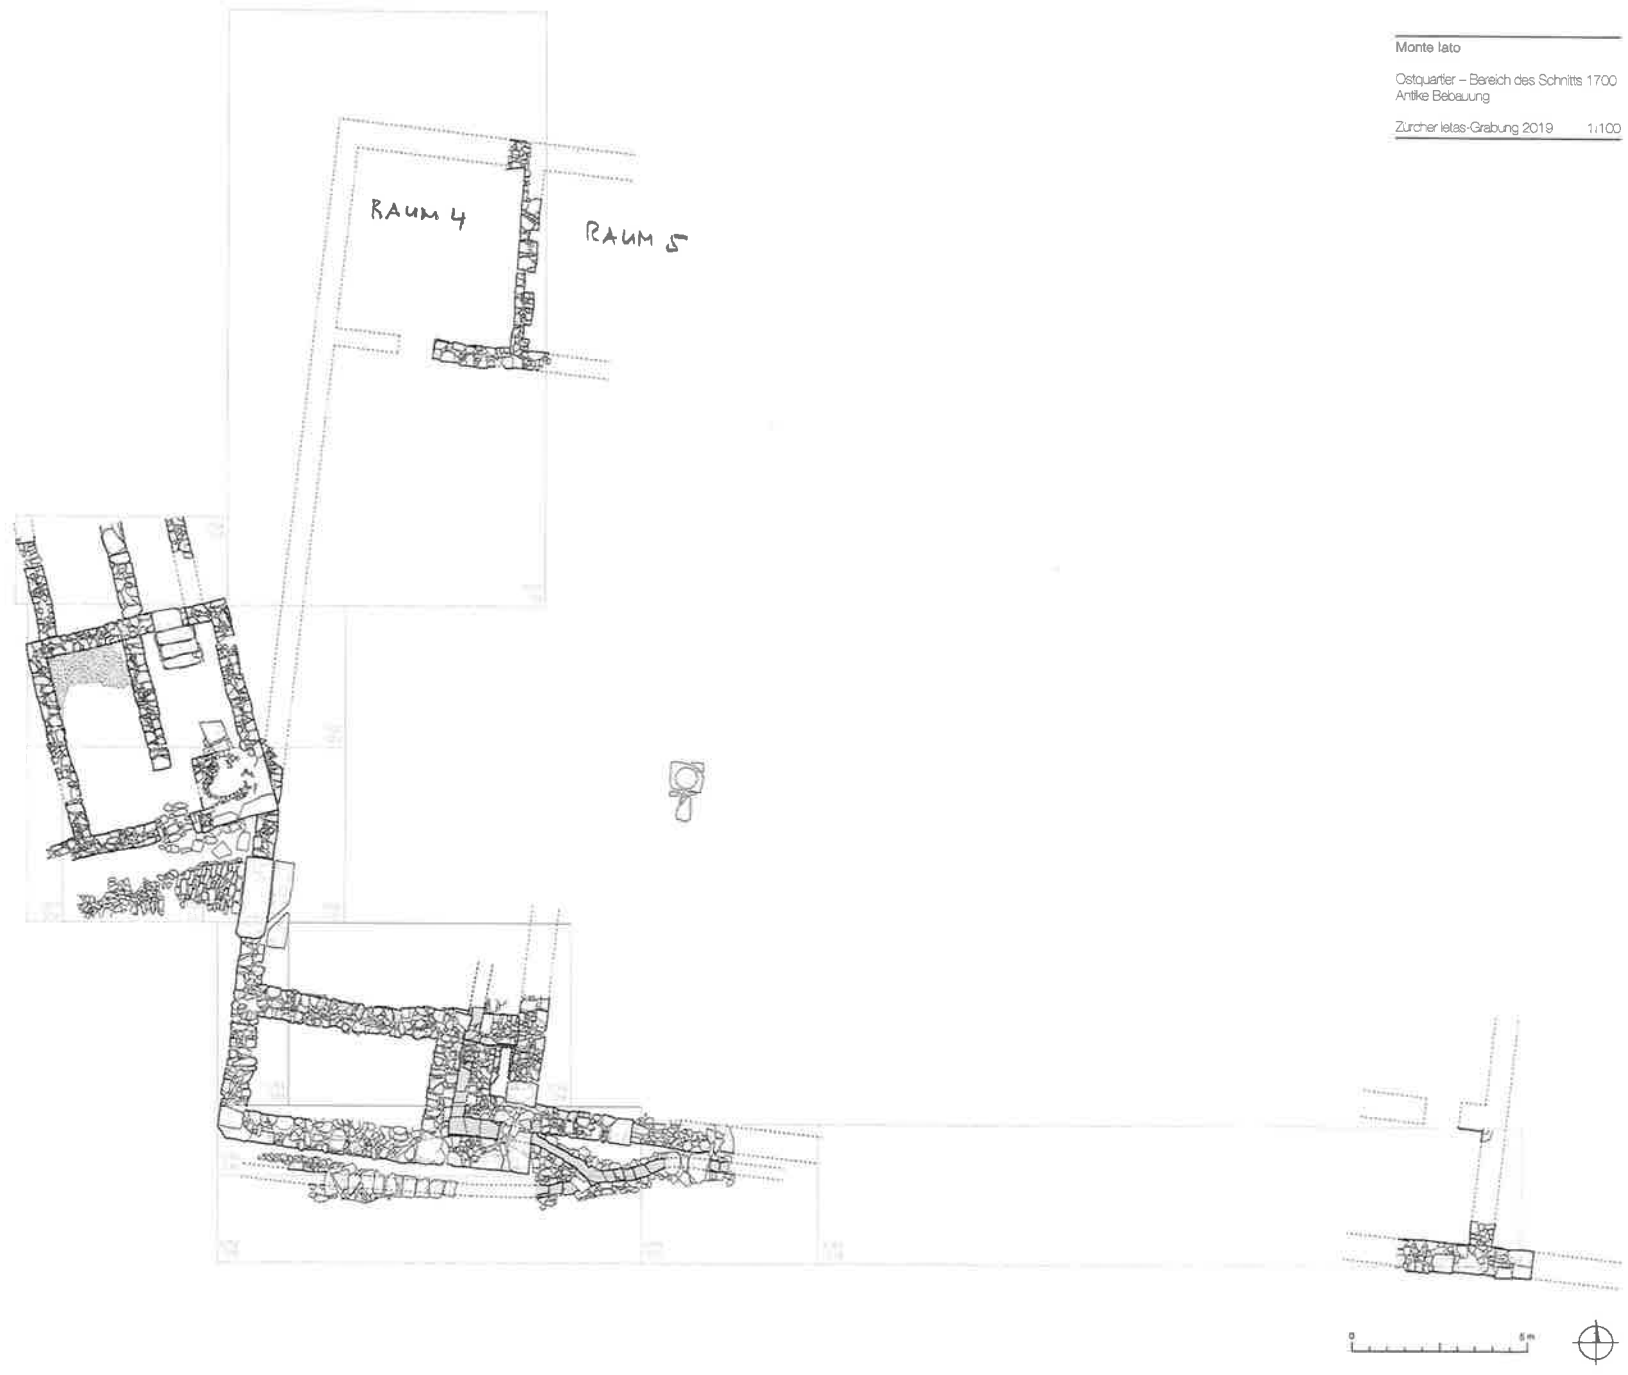 Monte Iato
Ostquartier – Bereich des Schnitts 1700
Antike Bebauung
Zürcher Ietas-Grabung 2019 1:100
RAUM 4
RAUM 5
0 5 m